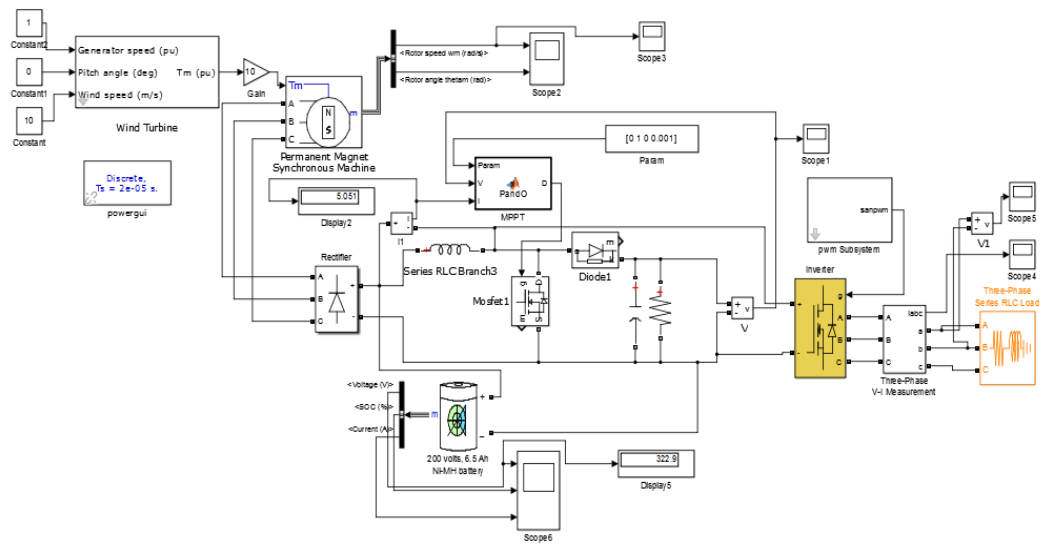 1
Constant2
0
Constant1
10
Constant
Generator speed (pu)
Pitch angle (deg)
Tm (pu)
Wind speed (m/s)
Wind Turbine
10
Gain
Tm
A
B
C
N
S
m
Permanent Magnet
Synchronous Machine
<Rotor speed wm (rad/s)>
<Rotor angle thetam (rad)>
Scope2
Scope3
Discrete,
Ts = 2e-05 s.
powergui
5.051
Display2
Param
V
I
D
PandO
MPPT
[0 1 0 0.001]
Param
Scope1
I1
Series RLC Branch3
Rectifier
A
B
C
+
-
Mosfet1
g
D
m
S
Diode1
m
a
k
+
-
v
V
sanpwm
pwm Subsystem
Inverter
+
-
g
A
B
C
A
B
C
Iabc
a
b
c
Three-Phase
V-I Measurement
+
-
v
V1
Scope5
Scope4
Three-Phase
Series RLC Load
A
B
C
<Voltage (V)>
<SOC (%)>
<Current (A)>
m
+
_
200 volts, 6.5 Ah
Ni-MH battery
Scope6
322.9
Display5